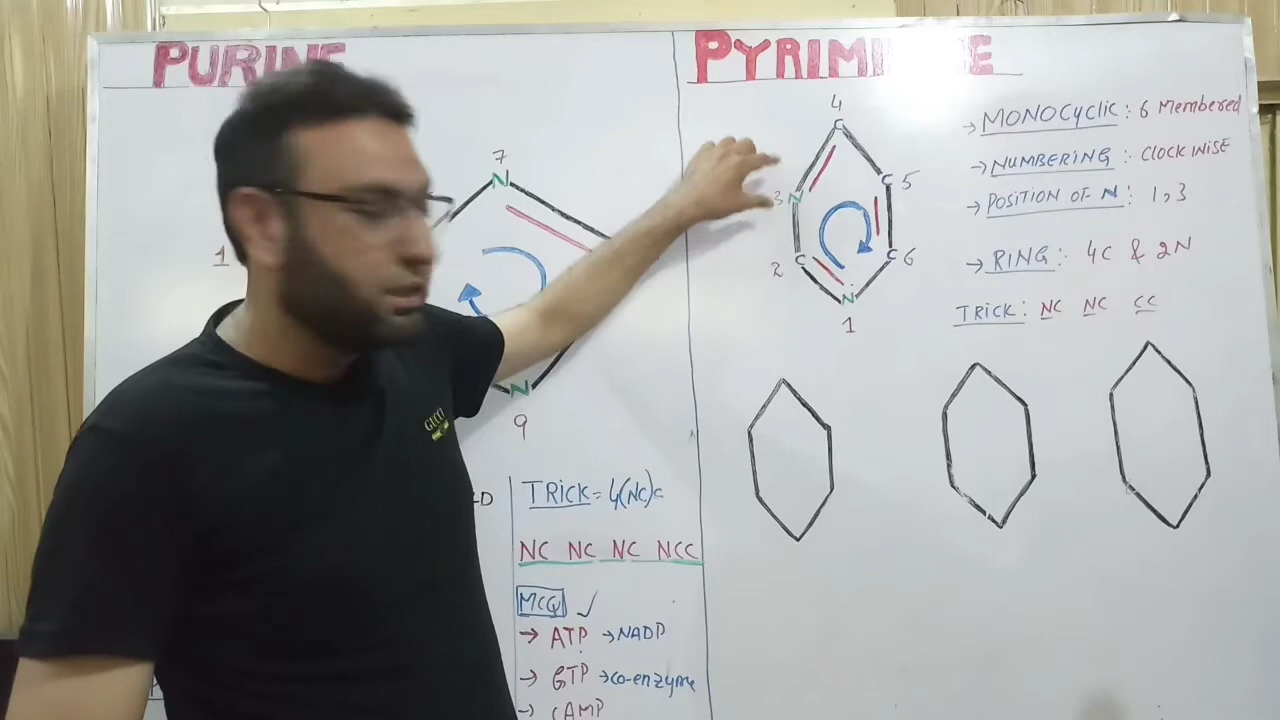 PURINE
7
N
1
N
9
TRICK = 4(NC)C
NC NC NC NCC
MCQ
→ ATP → NADP
→ GTP → co-enzyme
→ cAMP
GUCCI
PYRIMI E
4
C
N
3
C 5
2 C
C 6
N
1
→ MONOCyclic : 6 Membered
→ NUMBERING : CLOCKWISE
→ POSITION OF N : 1,3
→ RING : 4C & 2N
TRICK : NC NC CC